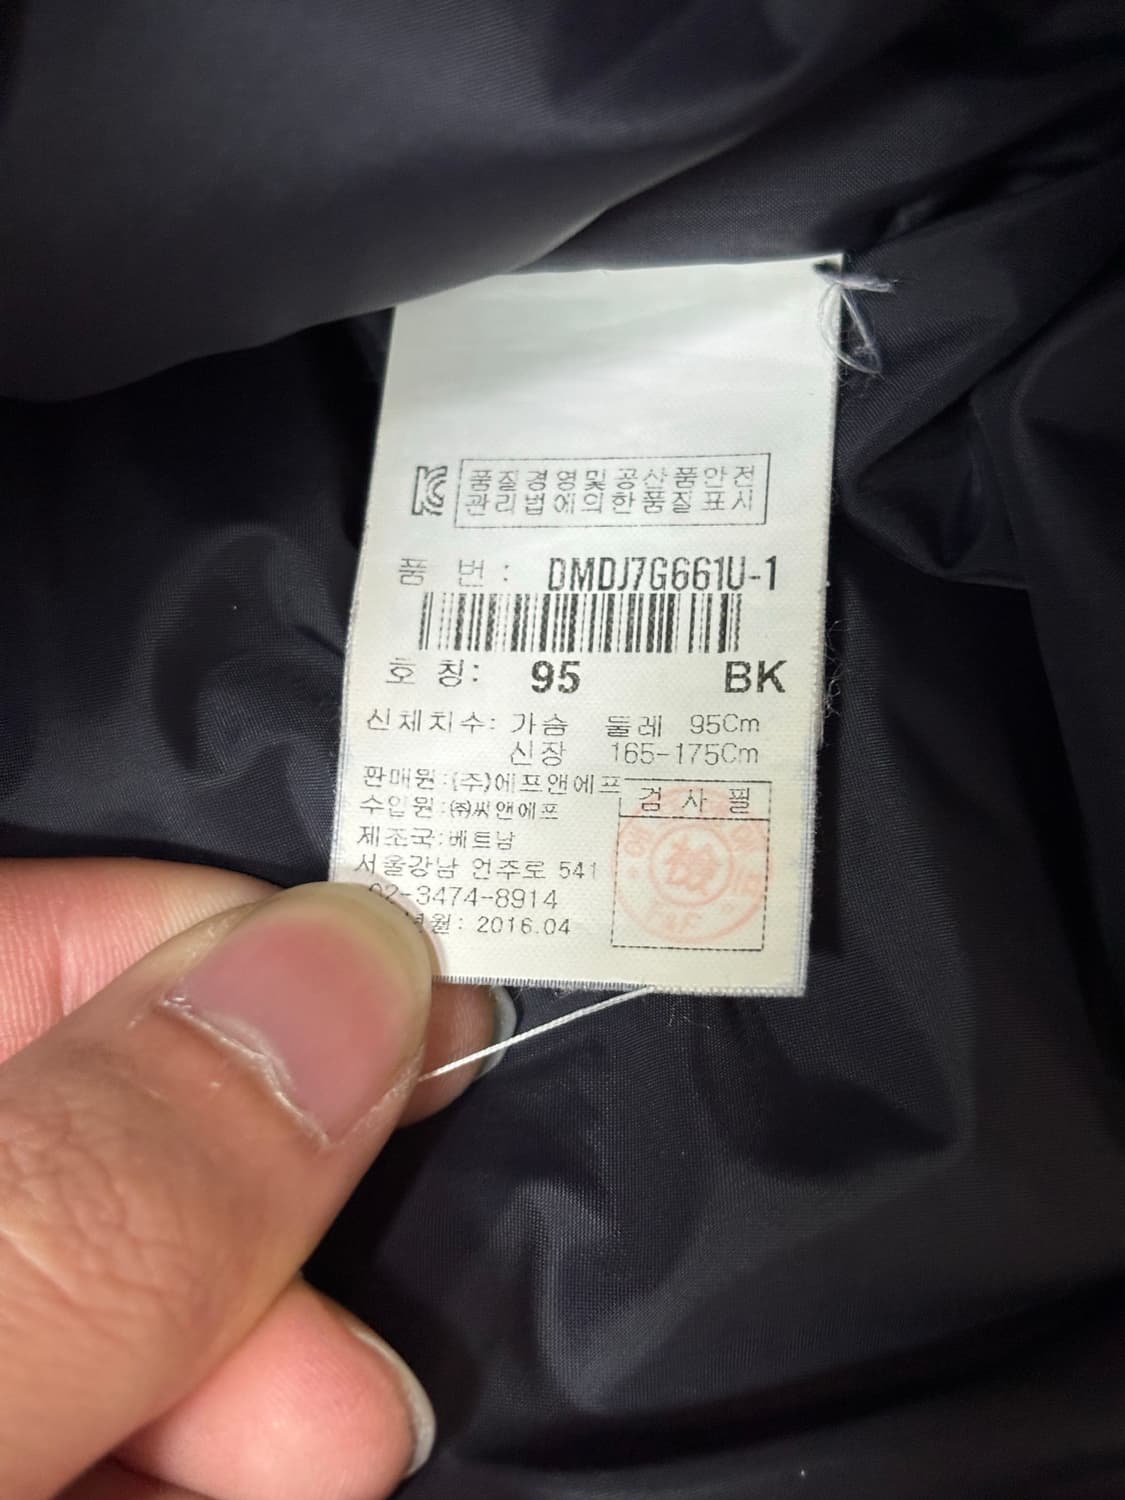 품질경영및공산품안전
관리법에의한품질표시
품 번: DMDJ7G661U-1
호 칭: 95 BK
신체치수: 가슴 둘레 95Cm
신장 165-175Cm
판매원:(주)에프앤에프
수입원:㈜씨앤에프
제조국:베트남
서울강남 언주로 541
02-3474-8914
년월: 2016.04
검 사 필
檢
F&F